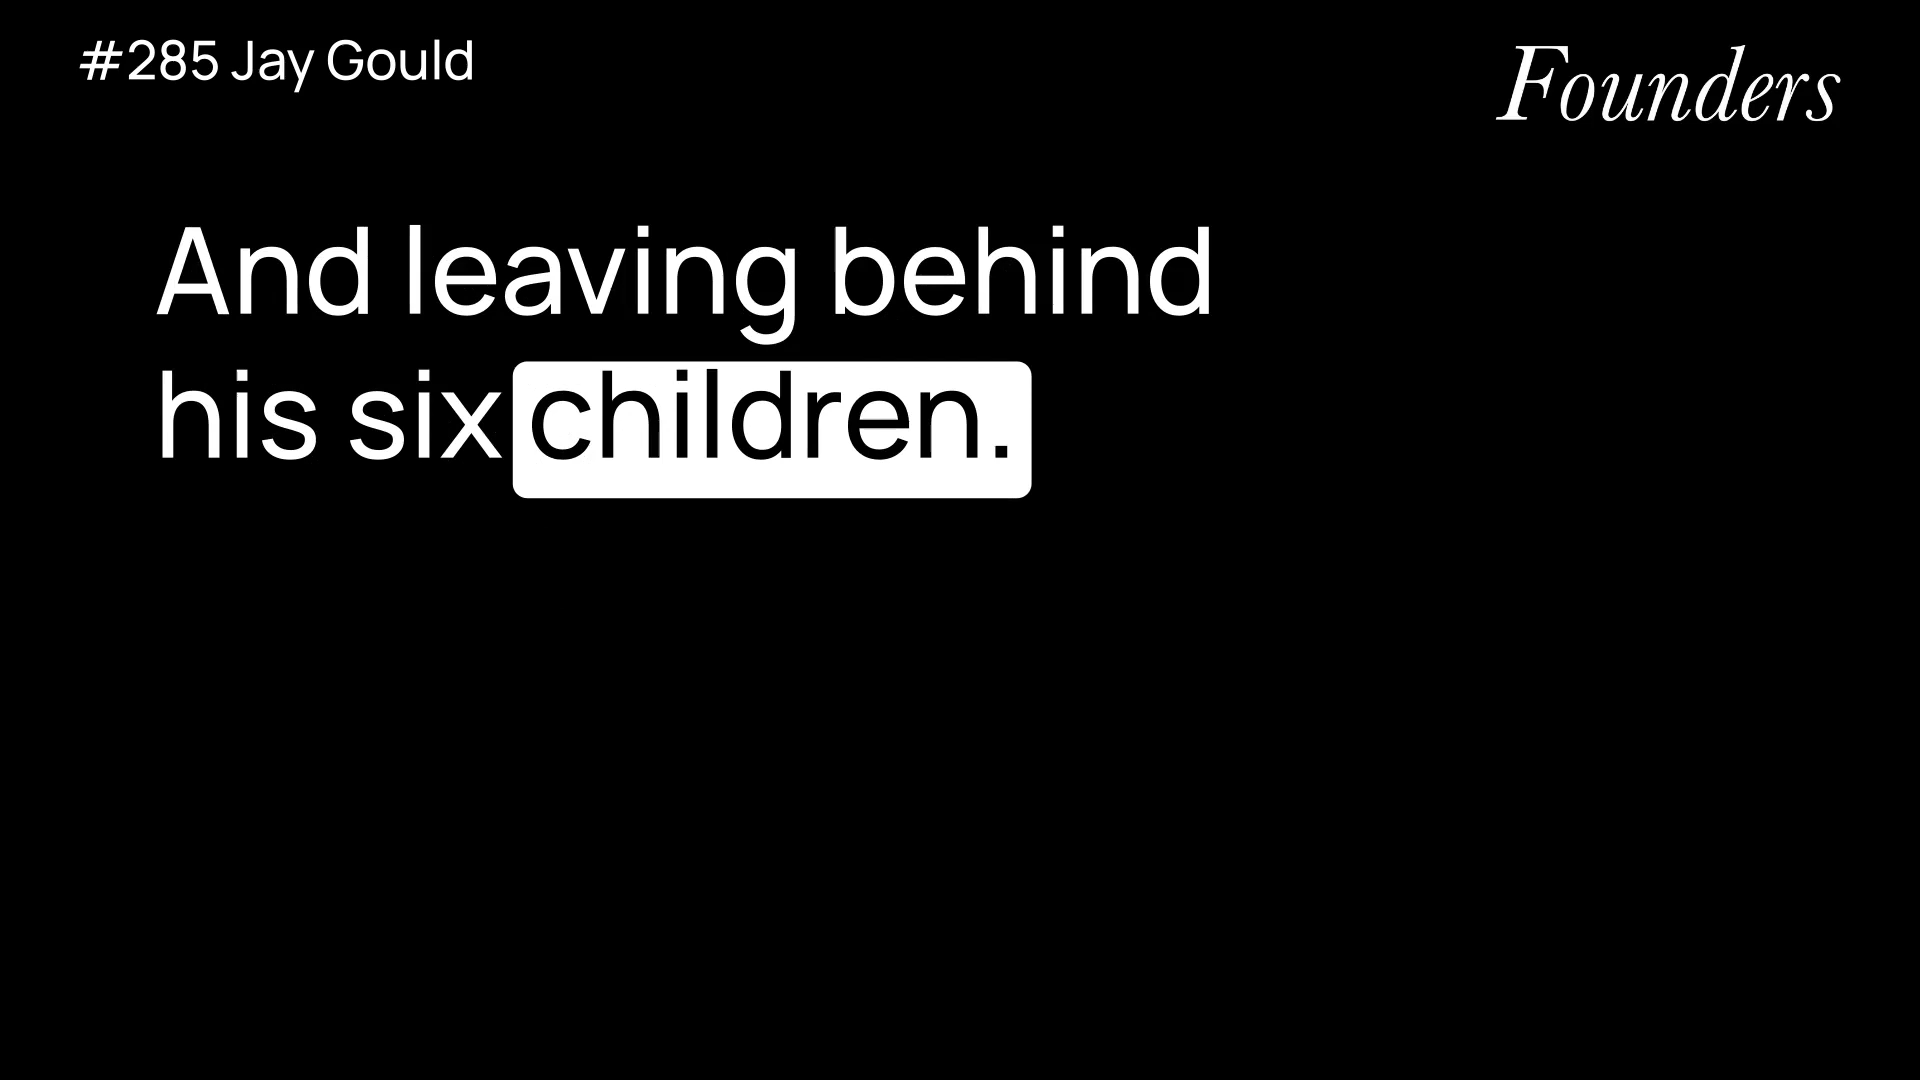 #285 Jay Gould
Founders
And leaving behind
his six children.